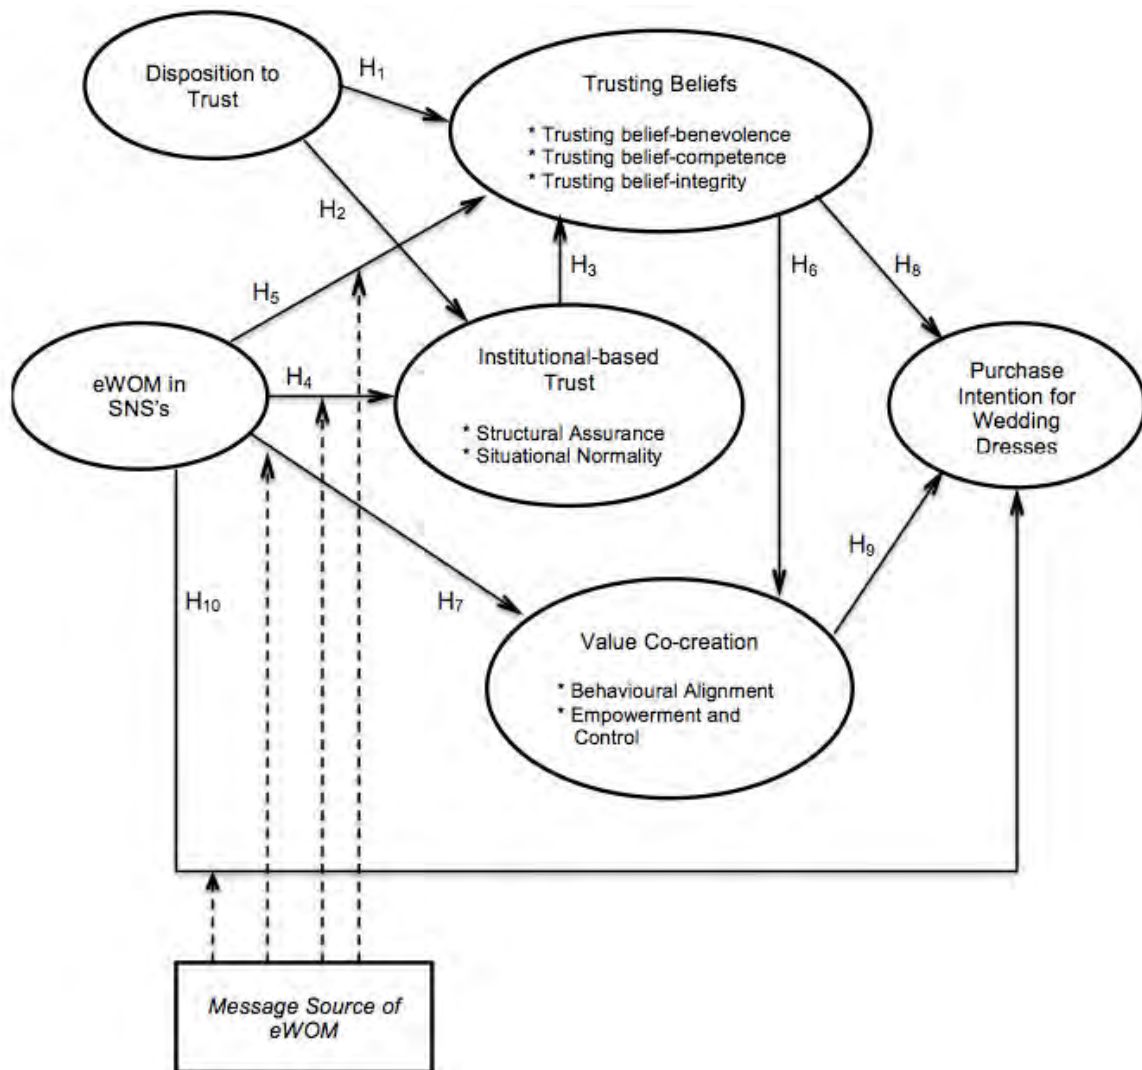 Disposition to
Trust
H1
Trusting Beliefs
* Trusting belief-benevolence
* Trusting belief-competence
* Trusting belief-integrity
H2
H3
H6
H8
H5
eWOM in
SNS's
H4
Institutional-based
Trust
* Structural Assurance
* Situational Normality
Purchase
Intention for
Wedding
Dresses
H9
H10
H7
Value Co-creation
* Behavioural Alignment
* Empowerment and
Control
Message Source of
eWOM